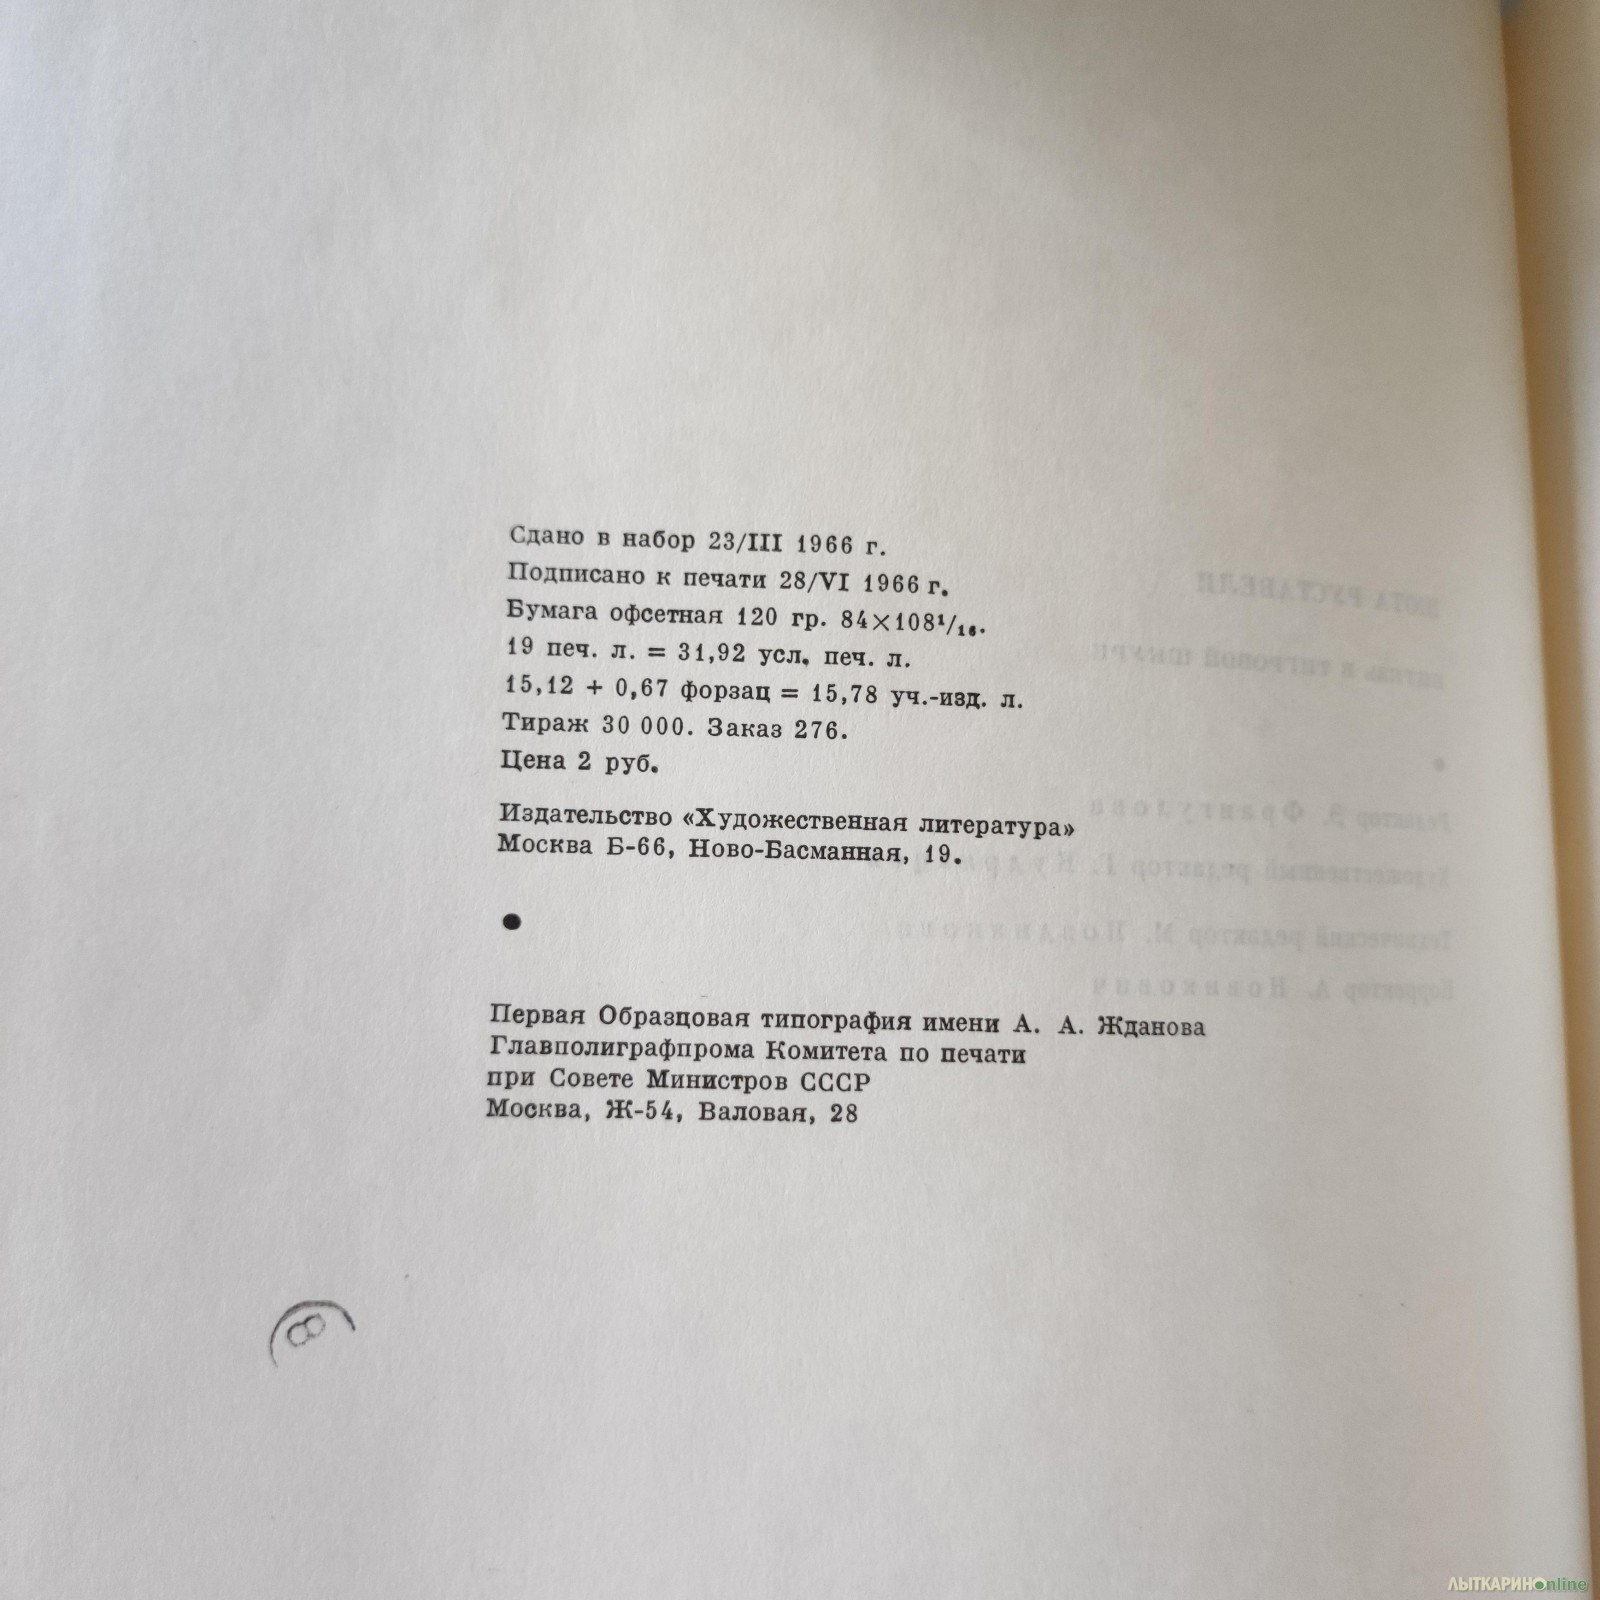 Сдано в набор 23/III 1966 г.
Подписано к печати 28/VI 1966 г.
Бумага офсетная 120 гр. 84×108¹/₁₆.
19 печ. л. = 31,92 усл. печ. л.
15,12 + 0,67 форзац = 15,78 уч.-изд. л.
Тираж 30 000. Заказ 276.
Цена 2 руб.
Издательство «Художественная литература»
Москва Б-66, Ново-Басманная, 19.
Первая Образцовая типография имени А. А. Жданова
Главполиграфпрома Комитета по печати
при Совете Министров СССР
Москва, Ж-54, Валовая, 28
8
ЛЫТКАРИНОonline